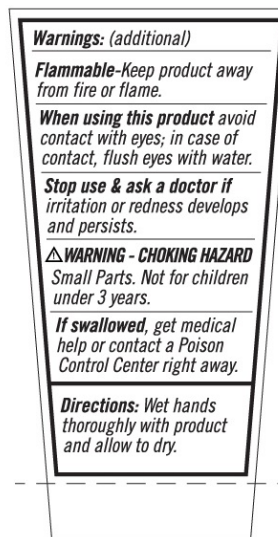 Warnings: (additional)
Flammable-Keep product away
from fire or flame.
When using this product avoid
contact with eyes; in case of
contact, flush eyes with water.
Stop use & ask a doctor if
irritation or redness develops
and persists.
⚠WARNING - CHOKING HAZARD
Small Parts. Not for children
under 3 years.
If swallowed, get medical
help or contact a Poison
Control Center right away.
Directions: Wet hands
thoroughly with product
and allow to dry.